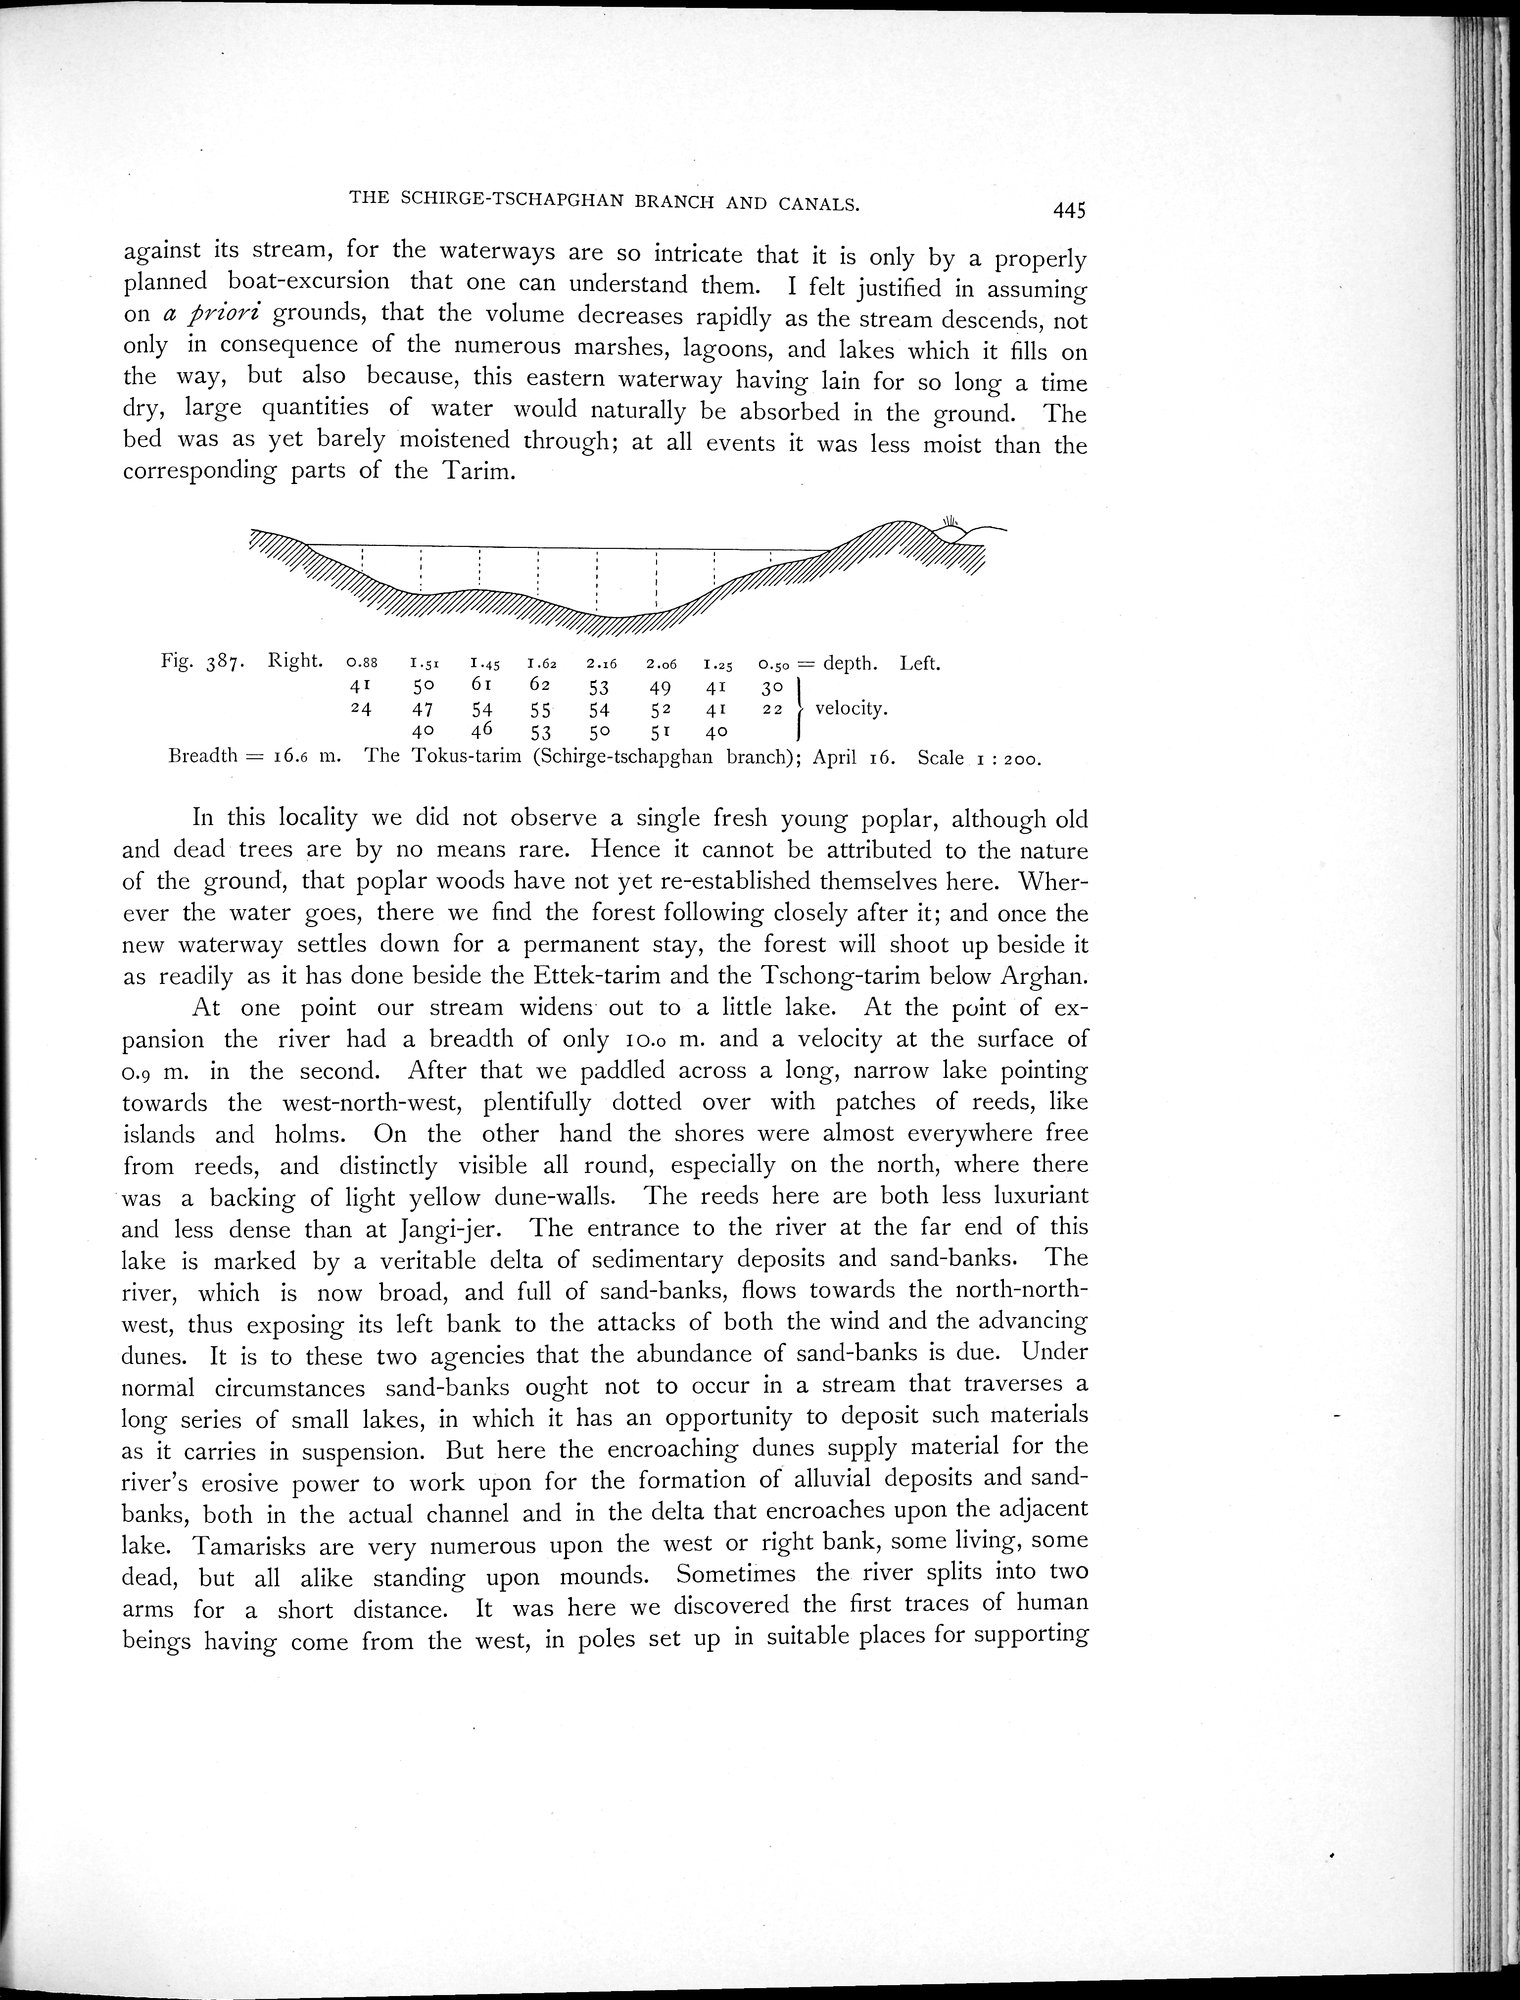 THE SCHIRGE-TSCHAPGHAN BRANCH AND CANALS.
445
against its stream, for the waterways are so intricate that it is only by a properly
planned boat-excursion that one can understand them. I felt justified in assuming
on a priori grounds, that the volume decreases rapidly as the stream descends, not
only in consequence of the numerous marshes, lagoons, and lakes which it fills on
the way, but also because, this eastern waterway having lain for so long a time
dry, large quantities of water would naturally be absorbed in the ground. The
bed was as yet barely moistened through; at all events it was less moist than the
corresponding parts of the Tarim.
Fig. 387. Right. 0.88 1.51 1.45 1.62 2.16 2.06 1.25 0.50 = depth. Left.
41 50 61 62 53 49 41 30
24 47 54 55 54 52 41 22 velocity.
40 46 53 50 51 40
Breadth = 16.6 m. The Tokus-tarim (Schirge-tschapghan branch); April 16. Scale 1 : 200.
In this locality we did not observe a single fresh young poplar, although old
and dead trees are by no means rare. Hence it cannot be attributed to the nature
of the ground, that poplar woods have not yet re-established themselves here. Wher-
ever the water goes, there we find the forest following closely after it; and once the
new waterway settles down for a permanent stay, the forest will shoot up beside it
as readily as it has done beside the Ettek-tarim and the Tschong-tarim below Arghan.
At one point our stream widens out to a little lake. At the point of ex-
pansion the river had a breadth of only 10.0 m. and a velocity at the surface of
0.9 m. in the second. After that we paddled across a long, narrow lake pointing
towards the west-north-west, plentifully dotted over with patches of reeds, like
islands and holms. On the other hand the shores were almost everywhere free
from reeds, and distinctly visible all round, especially on the north, where there
was a backing of light yellow dune-walls. The reeds here are both less luxuriant
and less dense than at Jangi-jer. The entrance to the river at the far end of this
lake is marked by a veritable delta of sedimentary deposits and sand-banks. The
river, which is now broad, and full of sand-banks, flows towards the north-north-
west, thus exposing its left bank to the attacks of both the wind and the advancing
dunes. It is to these two agencies that the abundance of sand-banks is due. Under
normal circumstances sand-banks ought not to occur in a stream that traverses a
long series of small lakes, in which it has an opportunity to deposit such materials
as it carries in suspension. But here the encroaching dunes supply material for the
river's erosive power to work upon for the formation of alluvial deposits and sand-
banks, both in the actual channel and in the delta that encroaches upon the adjacent
lake. Tamarisks are very numerous upon the west or right bank, some living, some
dead, but all alike standing upon mounds. Sometimes the river splits into two
arms for a short distance. It was here we discovered the first traces of human
beings having come from the west, in poles set up in suitable places for supporting